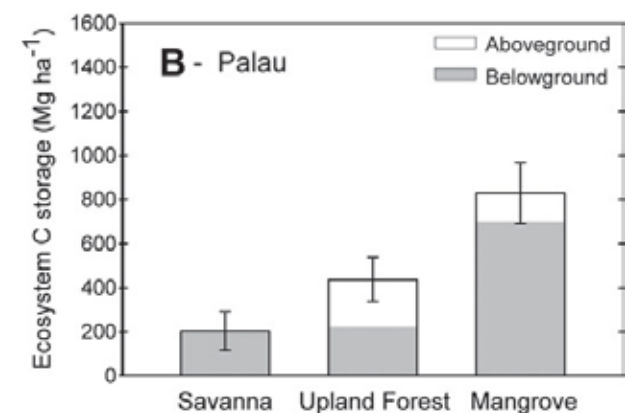 B - Palau
Aboveground
Belowground
Ecosystem C storage (Mg ha⁻¹)
1600
1400
1200
1000
800
600
400
200
0
Savanna Upland Forest Mangrove